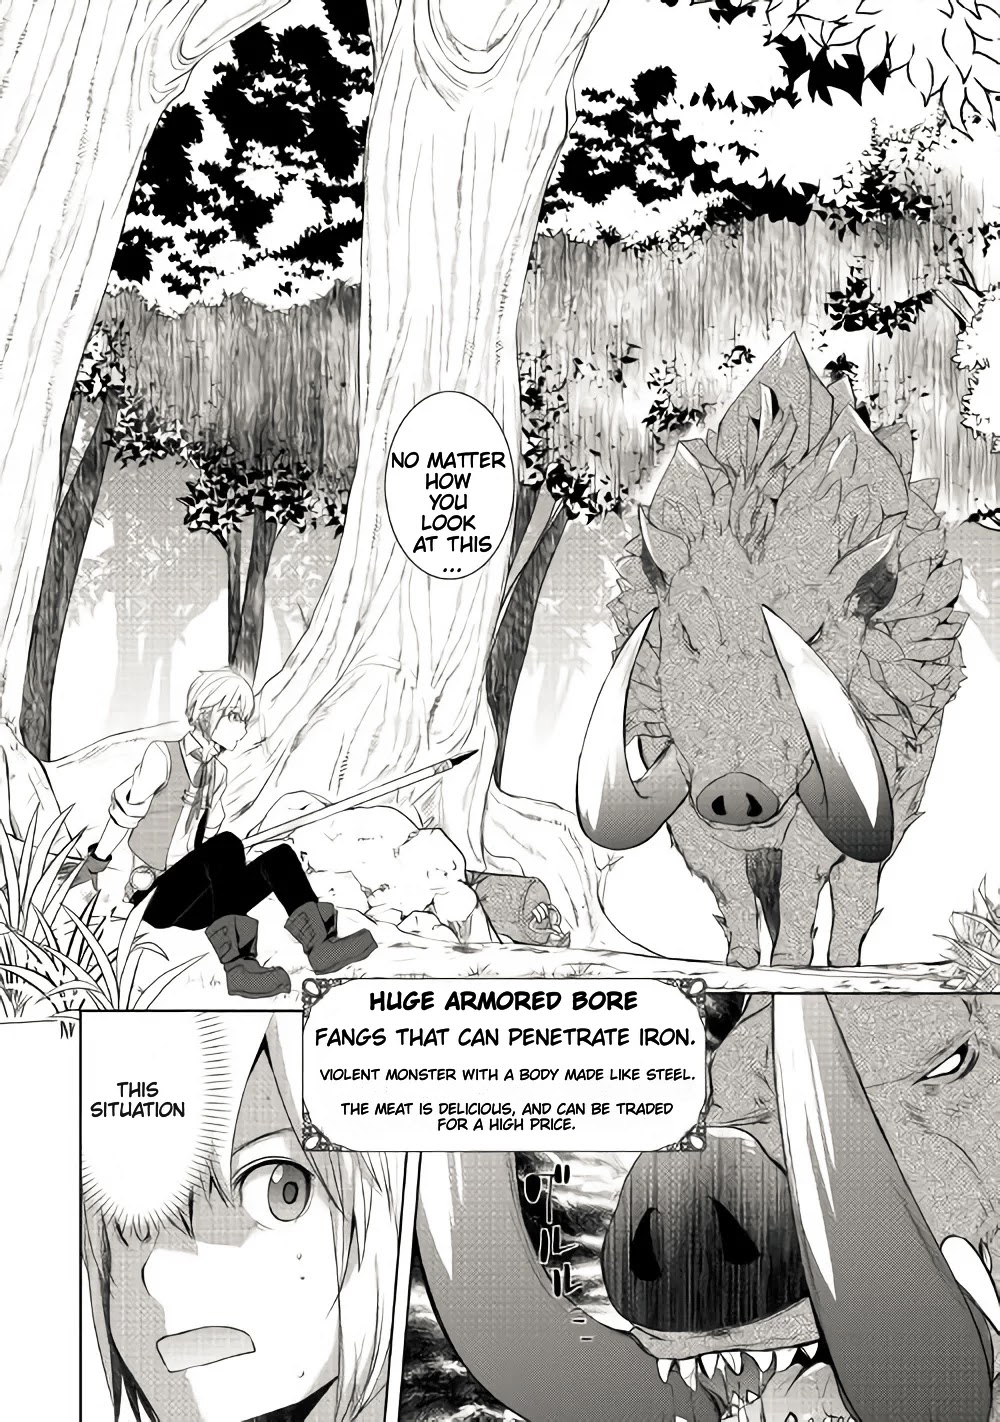 NO MATTER
HOW
YOU
LOOK
AT THIS
...
HUGE ARMORED BORE
FANGS THAT CAN PENETRATE IRON.
VIOLENT MONSTER WITH A BODY MADE LIKE STEEL.
THE MEAT IS DELICIOUS, AND CAN BE TRADED
FOR A HIGH PRICE.
THIS
SITUATION
グルルル